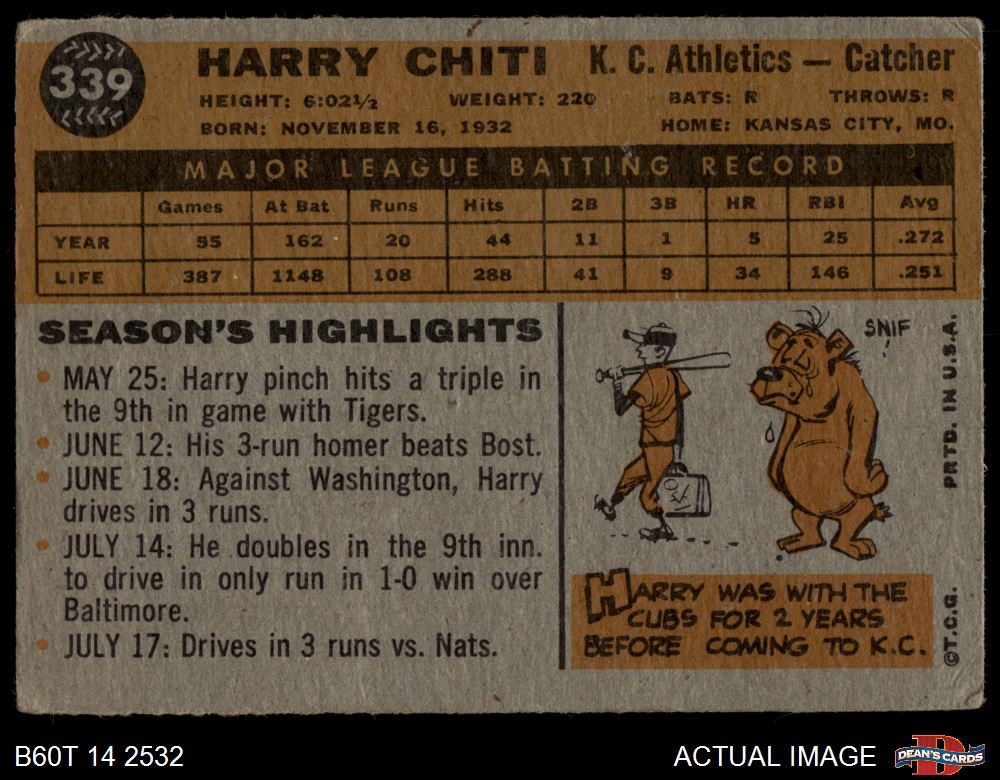 339
HARRY CHITI K. C. Athletics — Catcher
HEIGHT: 6:02½ WEIGHT: 220 BATS: R THROWS: R
BORN: NOVEMBER 16, 1932 HOME: KANSAS CITY, MO.
MAJOR LEAGUE BATTING RECORD
Games At Bat Runs Hits 2B 3B HR RBI Avg
YEAR 55 162 20 44 11 1 5 25 .272
LIFE 387 1148 108 288 41 9 34 146 .251
SEASON'S HIGHLIGHTS
• MAY 25: Harry pinch hits a triple in
the 9th in game with Tigers.
• JUNE 12: His 3-run homer beats Bost.
• JUNE 18: Against Washington, Harry
drives in 3 runs.
• JULY 14: He doubles in the 9th inn.
to drive in only run in 1-0 win over
Baltimore.
• JULY 17: Drives in 3 runs vs. Nats.
SNIF
HARRY WAS WITH THE
CUBS FOR 2 YEARS
BEFORE COMING TO K.C.
PRTD. IN U.S.A.
©T.C.G.
B60T 14 2532
ACTUAL IMAGE
DEAN'S CARDS